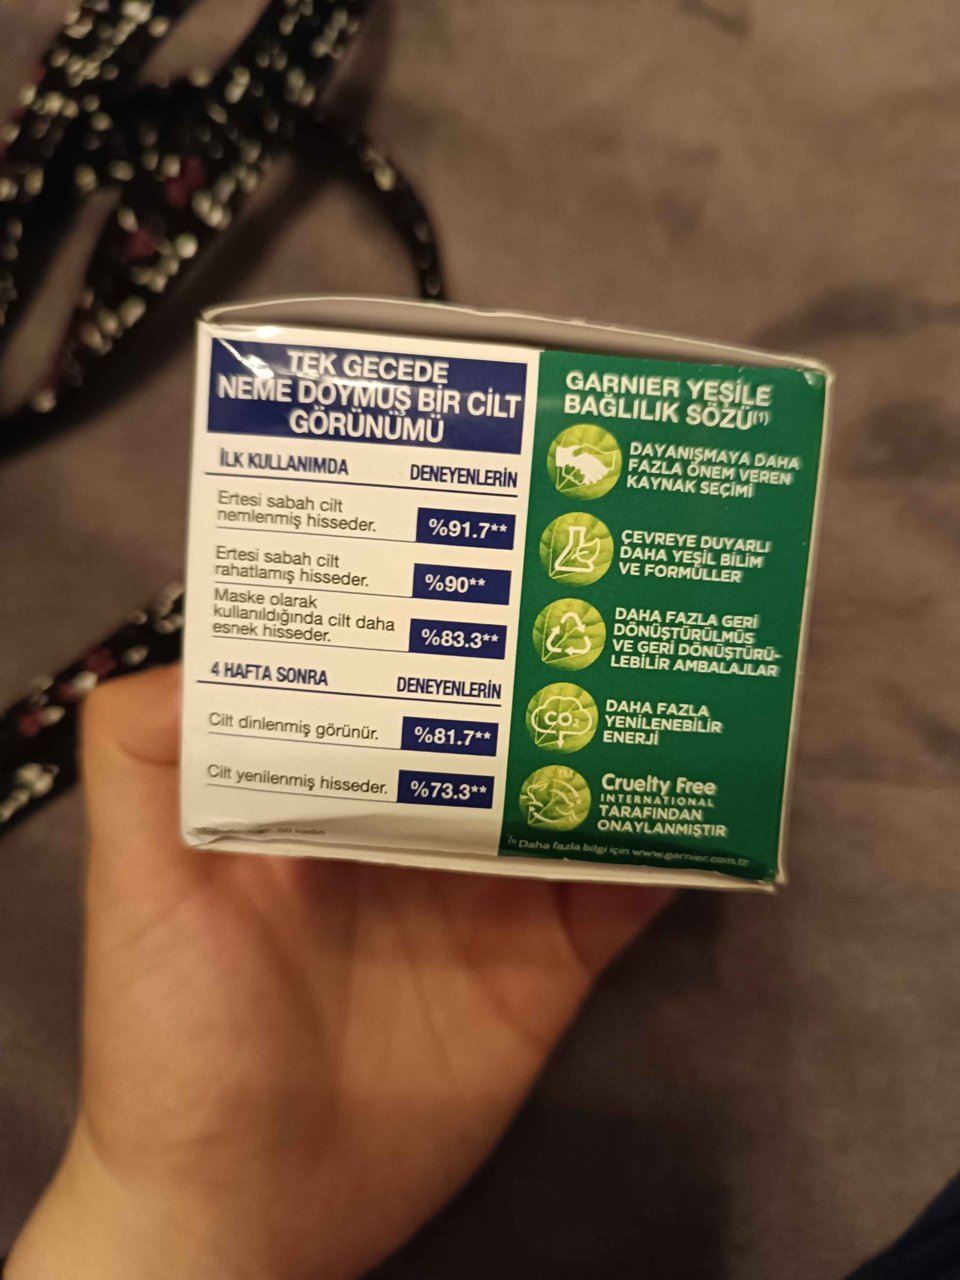 TEK GECEDE
NEME DOYMUŞ BİR CİLT
GÖRÜNÜMÜ
İLK KULLANIMDA DENEYENLERİN
Ertesi sabah cilt
nemlenmiş hisseder. %91.7**
Ertesi sabah cilt
rahatlamış hisseder. %90**
Maske olarak
kullanıldığında cilt daha
esnek hisseder. %83.3**
4 HAFTA SONRA DENEYENLERİN
Cilt dinlenmiş görünür. %81.7**
Cilt yenilenmiş hisseder. %73.3**
60 kadın
GARNIER YEŞİLE
BAĞLILIK SÖZÜ(1)
DAYANIŞMAYA DAHA
FAZLA ÖNEM VEREN
KAYNAK SEÇİMİ
ÇEVREYE DUYARLI
DAHA YEŞİL BİLİM
VE FORMÜLLER
DAHA FAZLA GERİ
DÖNÜŞTÜRÜLMÜŞ
VE GERİ DÖNÜŞTÜRÜ-
LEBİLİR AMBALAJLAR
CO₂
DAHA FAZLA
YENİLENEBİLİR
ENERJİ
TM
Cruelty Free
INTERNATIONAL
TARAFINDAN
ONAYLANMIŞTIR
(1) Daha fazla bilgi için www.garnier.com.tr